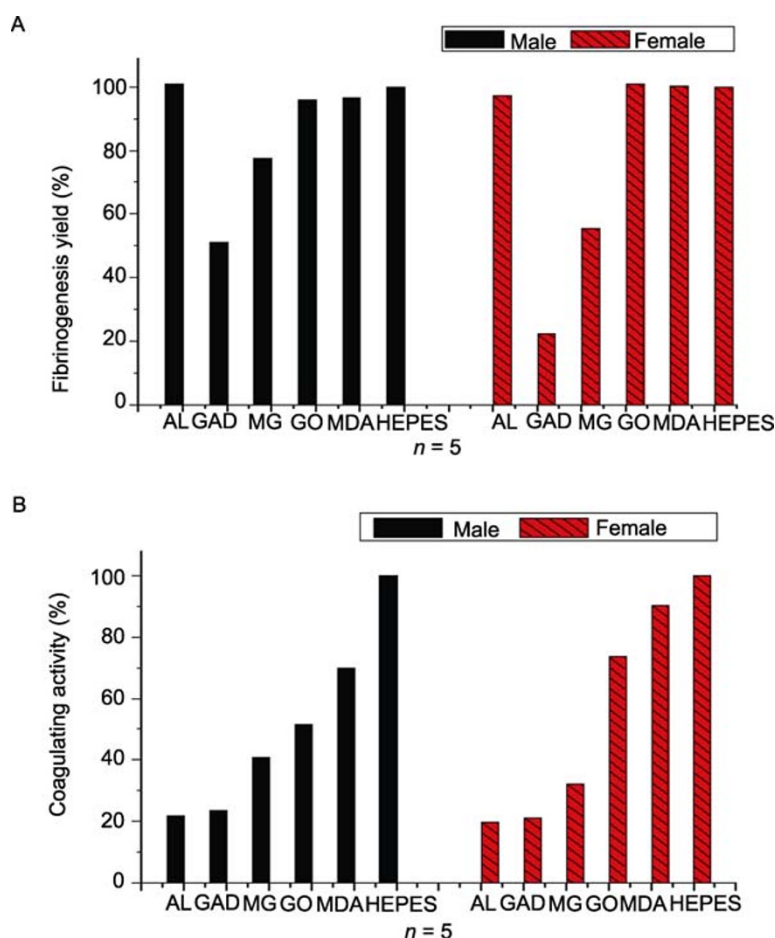 A
Male Female
Fibrinogenesis yield (%)
100
80
60
40
20
0
AL GAD MG GO MDA HEPES AL GAD MG GO MDA HEPES
n = 5
B
Male Female
Coagulating activity (%)
100
80
60
40
20
0
AL GAD MG GO MDA HEPES AL GAD MG GO MDA HEPES
n = 5